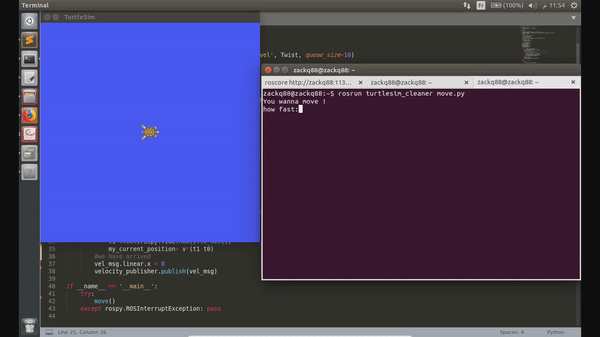 Terminal
Fr
(100%)
11:54
TurtleSim
vel', Twist, queue_size=10)
zackq88@zackq88: ~
roscore http://zackq88:113...
zackq88@zackq88: ~
zackq88@zackq88: ~
zackq88@zackq88:~$ rosrun turtlesim_cleaner move.py
You wanna move !
how fast:
35 my_current_position= v*(t1-t0)
36 #we have arrived
37 vel_msg.linear.x = 0
38 velocity_publisher.publish(vel_msg)
39
40 if __name__ == '__main__':
41 try:
42 move()
43 except rospy.ROSInterruptException: pass
44
Line 25, Column 26
Spaces: 4
Python